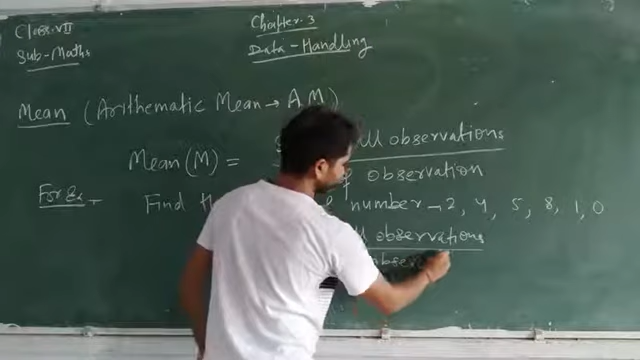 Class-VII
Sub-Maths
Chapter-3
Data-Handling
Mean (Arithematic Mean → A.M)
Mean (M) = ll observations
observation
For Ex - Find number - 2, 4, 5, 8, 1, 0
observations